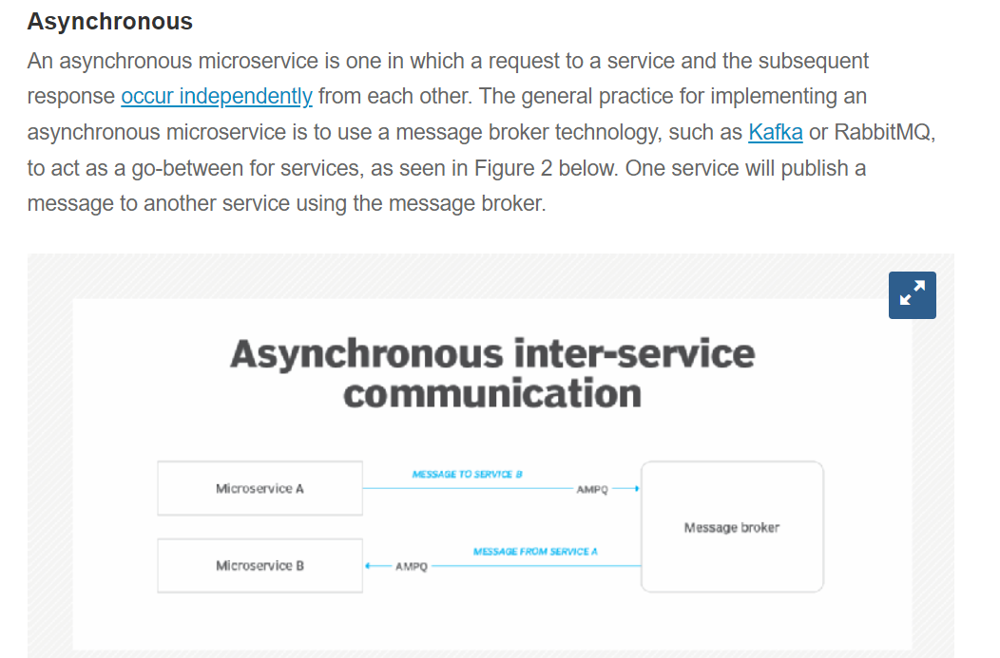 Asynchronous
An asynchronous microservice is one in which a request to a service and the subsequent
response occur independently from each other. The general practice for implementing an
asynchronous microservice is to use a message broker technology, such as Kafka or RabbitMQ,
to act as a go-between for services, as seen in Figure 2 below. One service will publish a
message to another service using the message broker.
Asynchronous inter-service
communication
MESSAGE TO SERVICE B
Microservice A
AMPQ
Message broker
MESSAGE FROM SERVICE A
Microservice B
AMPQ